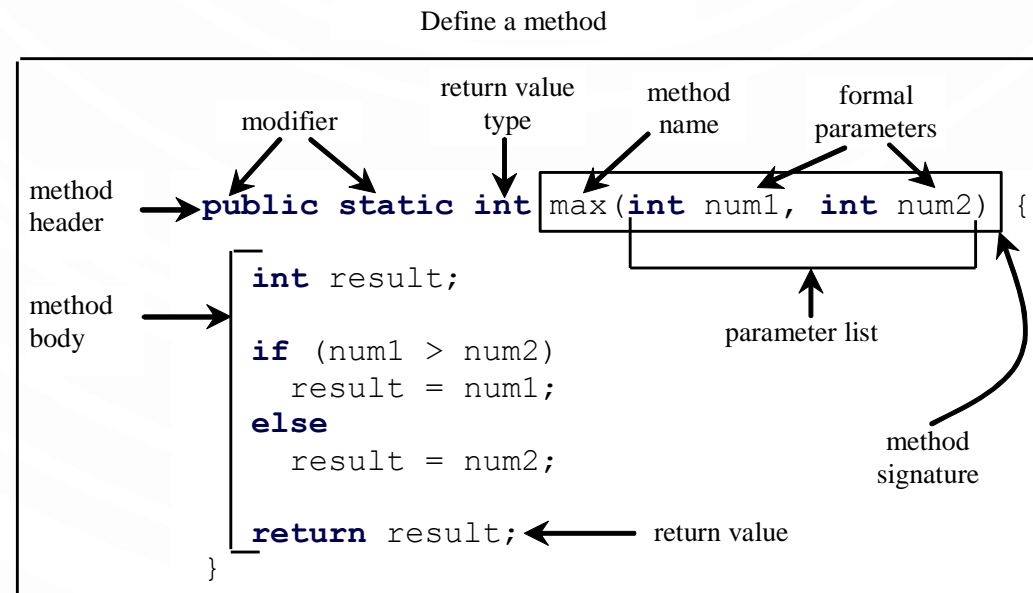 Define a method
return value
type
method
name
formal
parameters
modifier
method
header
public static int max(int num1, int num2) {
int result;
method
body
parameter list
if (num1 > num2)
result = num1;
else
result = num2;
method
signature
return result;
return value
}